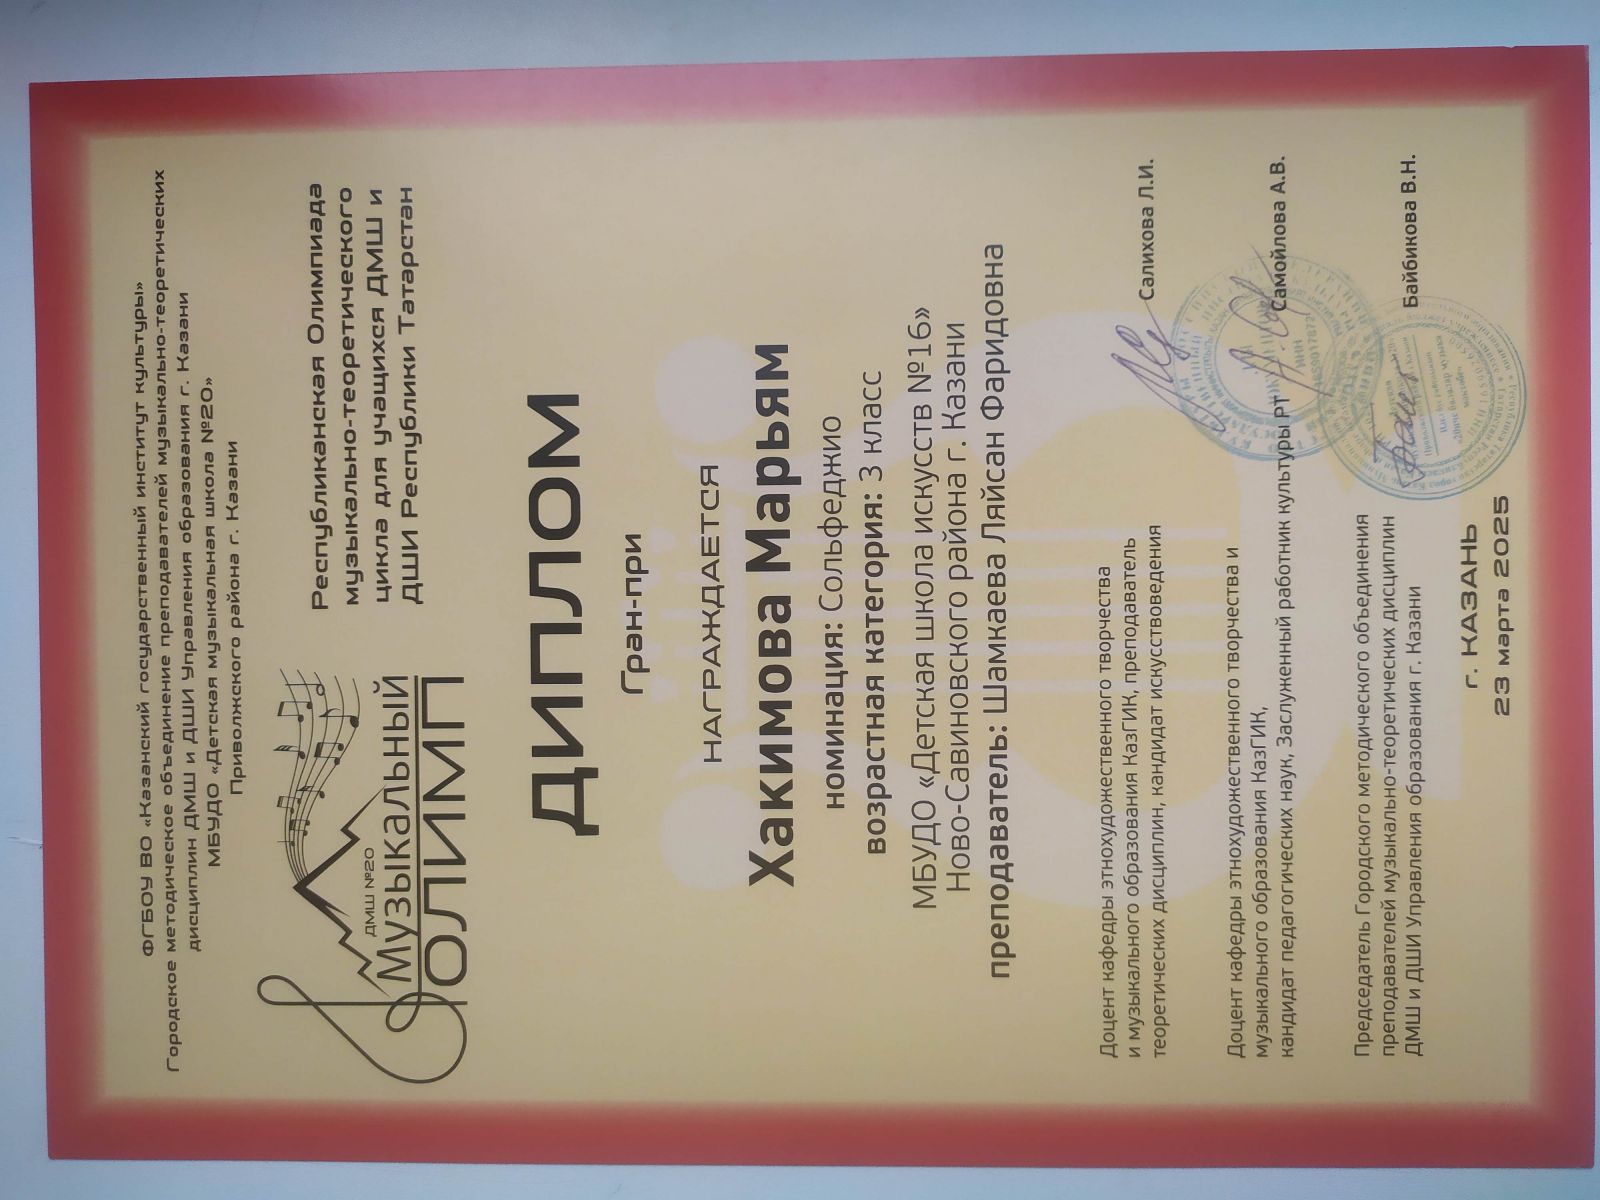 ФГБОУ ВО «Казанский государственный институт культуры»
Городское методическое объединение преподавателей музыкально-теоретических
дисциплин ДМШ и ДШИ Управления образования г. Казани
МБУДО «Детская музыкальная школа №20»
Приволжского района г. Казани
ДМШ №20
Музыкальный
ОЛИМП
Республиканская Олимпиада
музыкально-теоретического
цикла для учащихся ДМШ и
ДШИ Республики Татарстан
ДИПЛОМ
Гран-при
НАГРАЖДАЕТСЯ
Хакимова Марьям
номинация: Сольфеджио
возрастная категория: 3 класс
МБУДО «Детская школа искусств №16»
Ново-Савиновского района г. Казани
преподаватель: Шамкаева Ляйсан Фаридовна
Доцент кафедры этнохудожественного творчества
и музыкального образования КазГИК, преподаватель
теоретических дисциплин, кандидат искусствоведения
Салихова Л.И.
Доцент кафедры этнохудожественного творчества и
музыкального образования КазГИК,
кандидат педагогических наук, Заслуженный работник культуры РТ
Самойлова А.В.
Председатель Городского методического объединения
преподавателей музыкально-теоретических дисциплин
ДМШ и ДШИ Управления образования г. Казани
Байбикова В.Н.
г. КАЗАНЬ
23 марта 2025